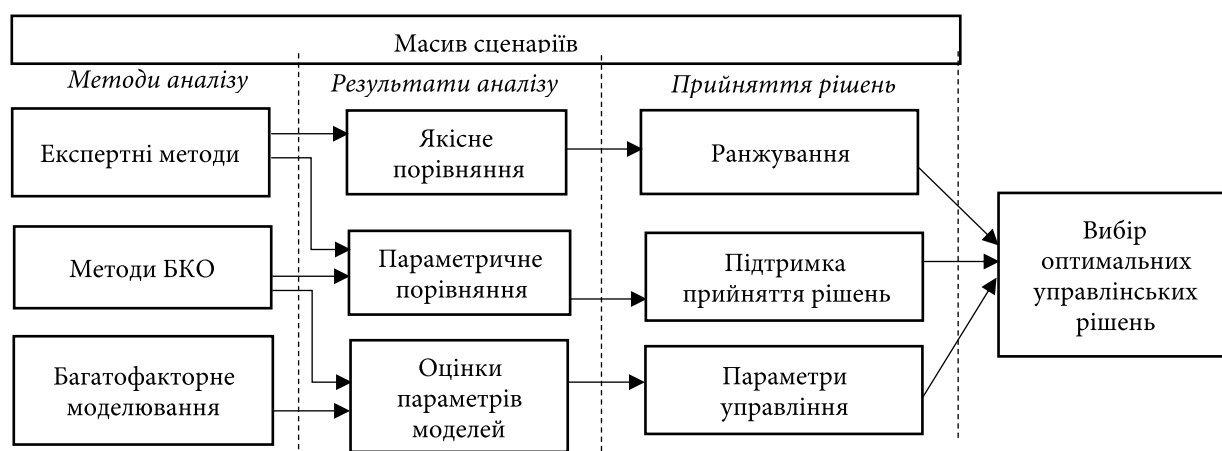 Масив сценаріїв
Методи аналізу
Результати аналізу
Прийняття рішень
Експертні методи
Якісне
порівняння
Ранжування
Методи БКО
Параметричне
порівняння
Підтримка
прийняття рішень
Вибір
оптимальних
управлінських
рішень
Багатофакторне
моделювання
Оцінки
параметрів
моделей
Параметри
управління